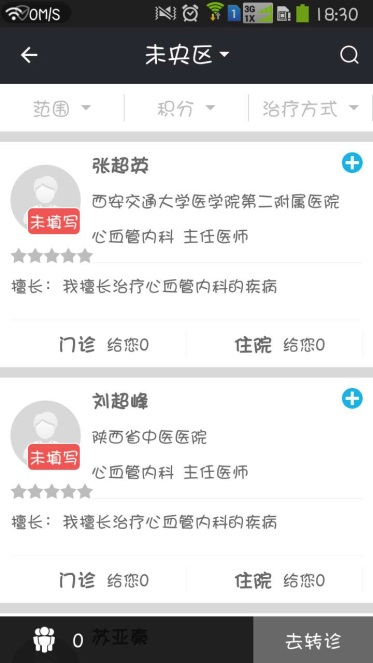 0M/S 1 3G 1X 18:30
未央区
范围 积分 治疗方式
张超英
西安交通大学医学院第二附属医院
未填写
心血管内科 主任医师
擅长：我擅长治疗心血管内科的疾病
门诊 给您0 住院 给您0
刘超峰
陕西省中医医院
未填写
心血管内科 主任医师
擅长：我擅长治疗心血管内科的疾病
门诊 给您0 住院 给您0
苏亚秦
0 去转诊